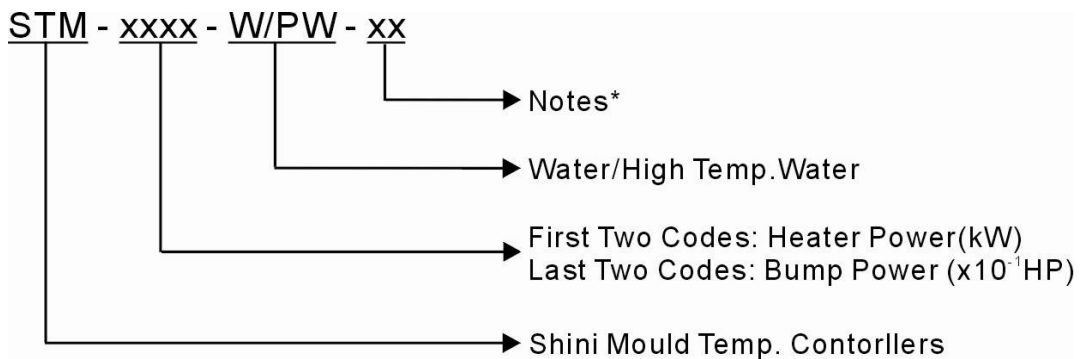 STM - xxxx - W/PW - xx
Notes*
Water/High Temp.Water
First Two Codes: Heater Power(kW)
Last Two Codes: Bump Power (x10⁻¹HP)
Shini Mould Temp. Contorllers